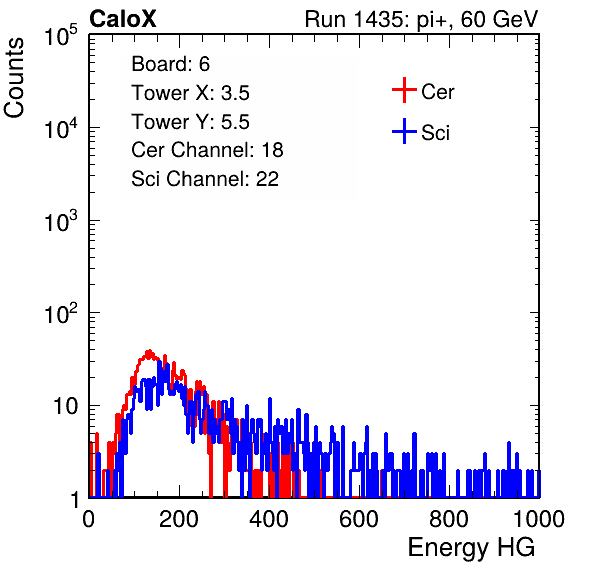 CaloX Run 1435: pi+, 60 GeV
Counts
10^5
10^4
10^3
10^2
10
1
Board: 6
Tower X: 3.5
Tower Y: 5.5
Cer Channel: 18
Sci Channel: 22
Cer
Sci
0 200 400 600 800 1000
Energy HG